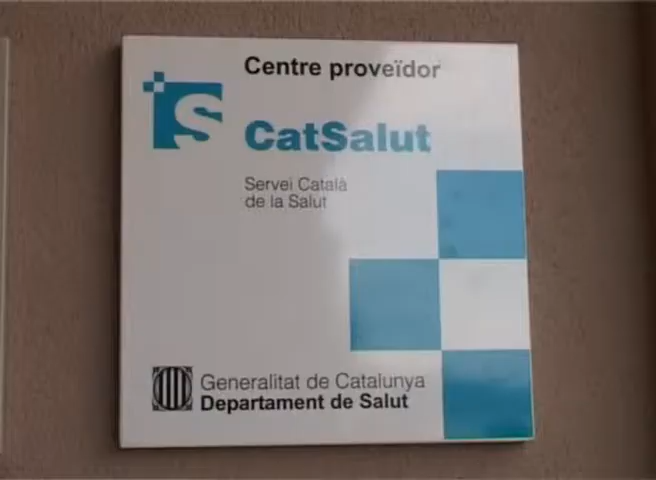 Centre proveïdor
S
CatSalut
Servei Català
de la Salut
Generalitat de Catalunya
Departament de Salut